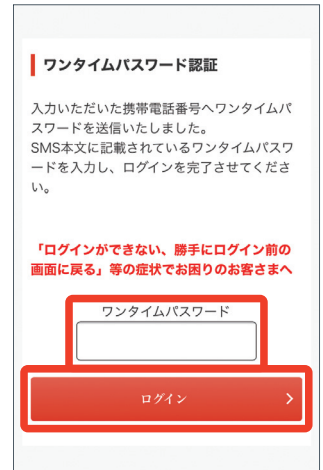 ワンタイムパスワード認証
入力いただいた携帯電話番号へワンタイムパ
スワードを送信いたしました。
SMS本文に記載されているワンタイムパスワ
ードを入力し、ログインを完了させてくださ
い。
「ログインができない、勝手にログイン前の
画面に戻る」等の症状でお困りのお客さまへ
ワンタイムパスワード
ログイン